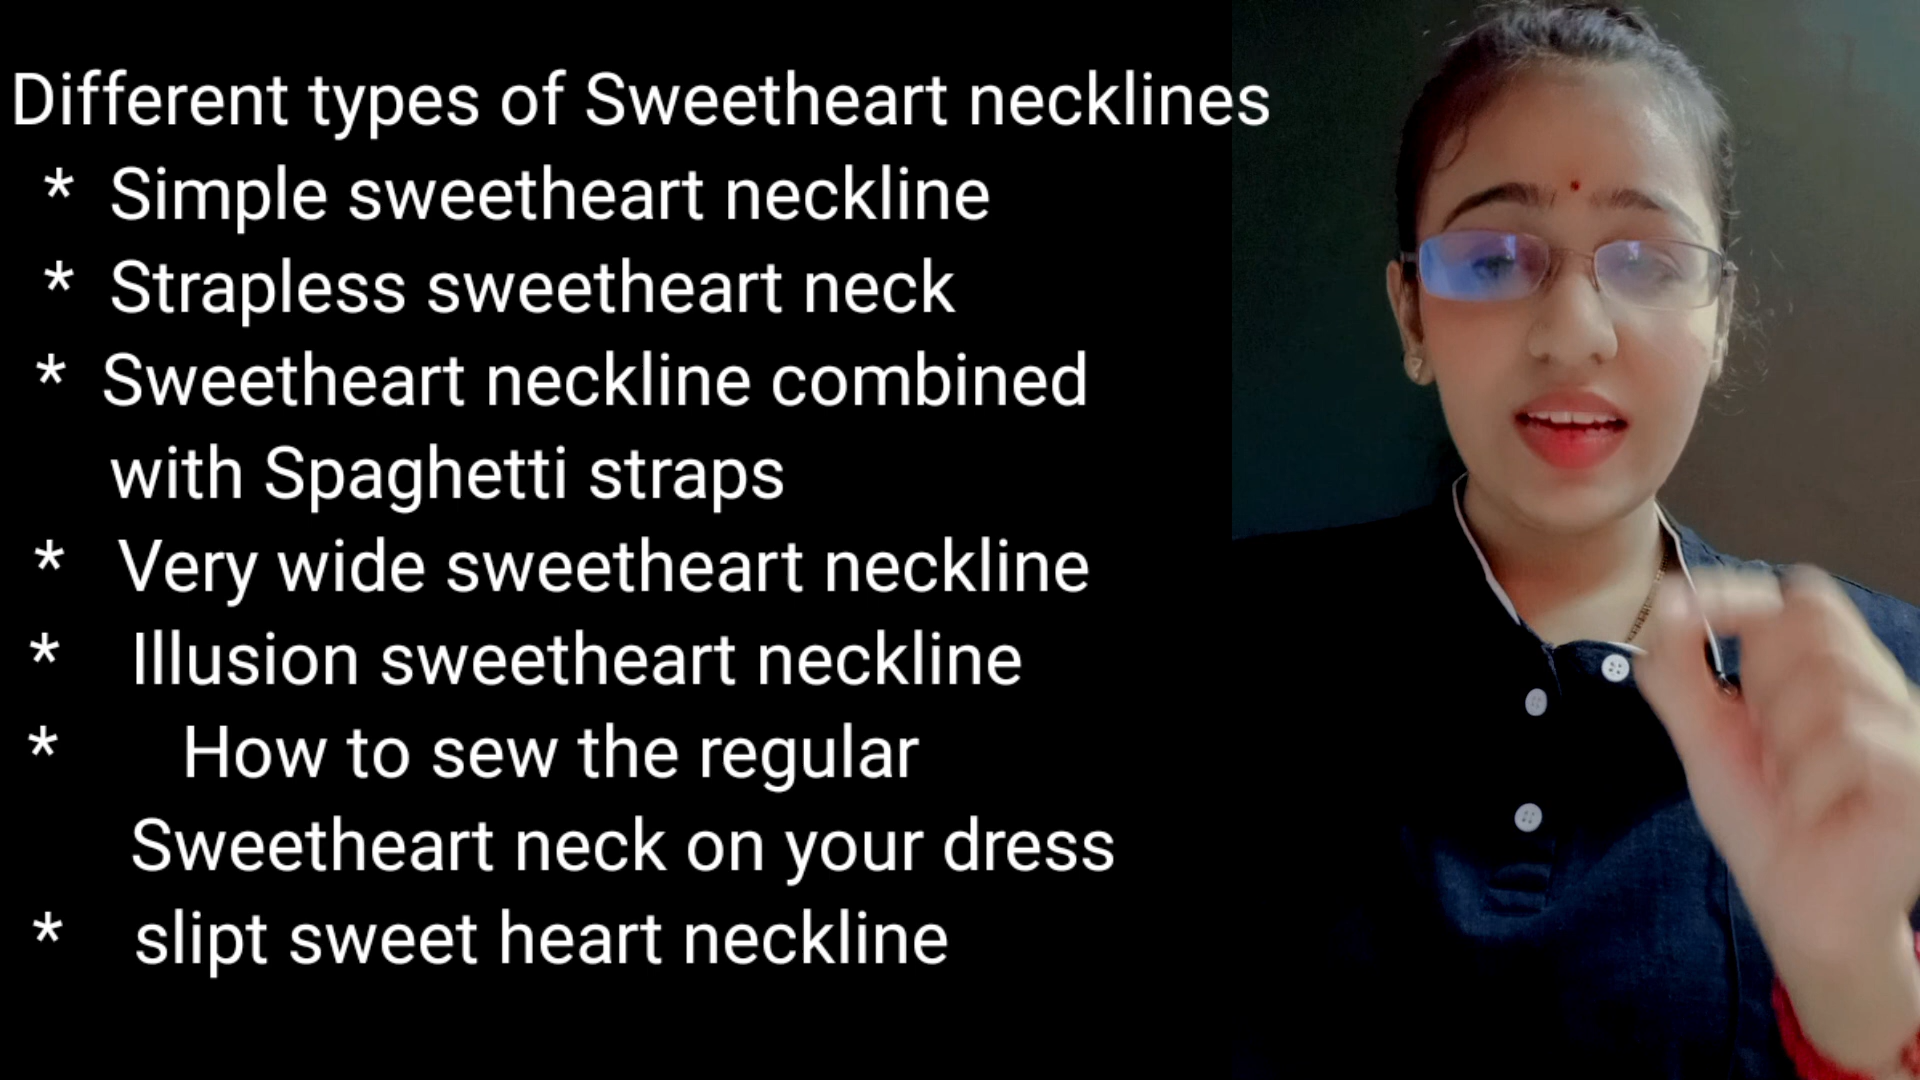 Different types of Sweetheart necklines
* Simple sweetheart neckline
* Strapless sweetheart neck
* Sweetheart neckline combined
with Spaghetti straps
* Very wide sweetheart neckline
* Illusion sweetheart neckline
* How to sew the regular
Sweetheart neck on your dress
* slipt sweet heart neckline